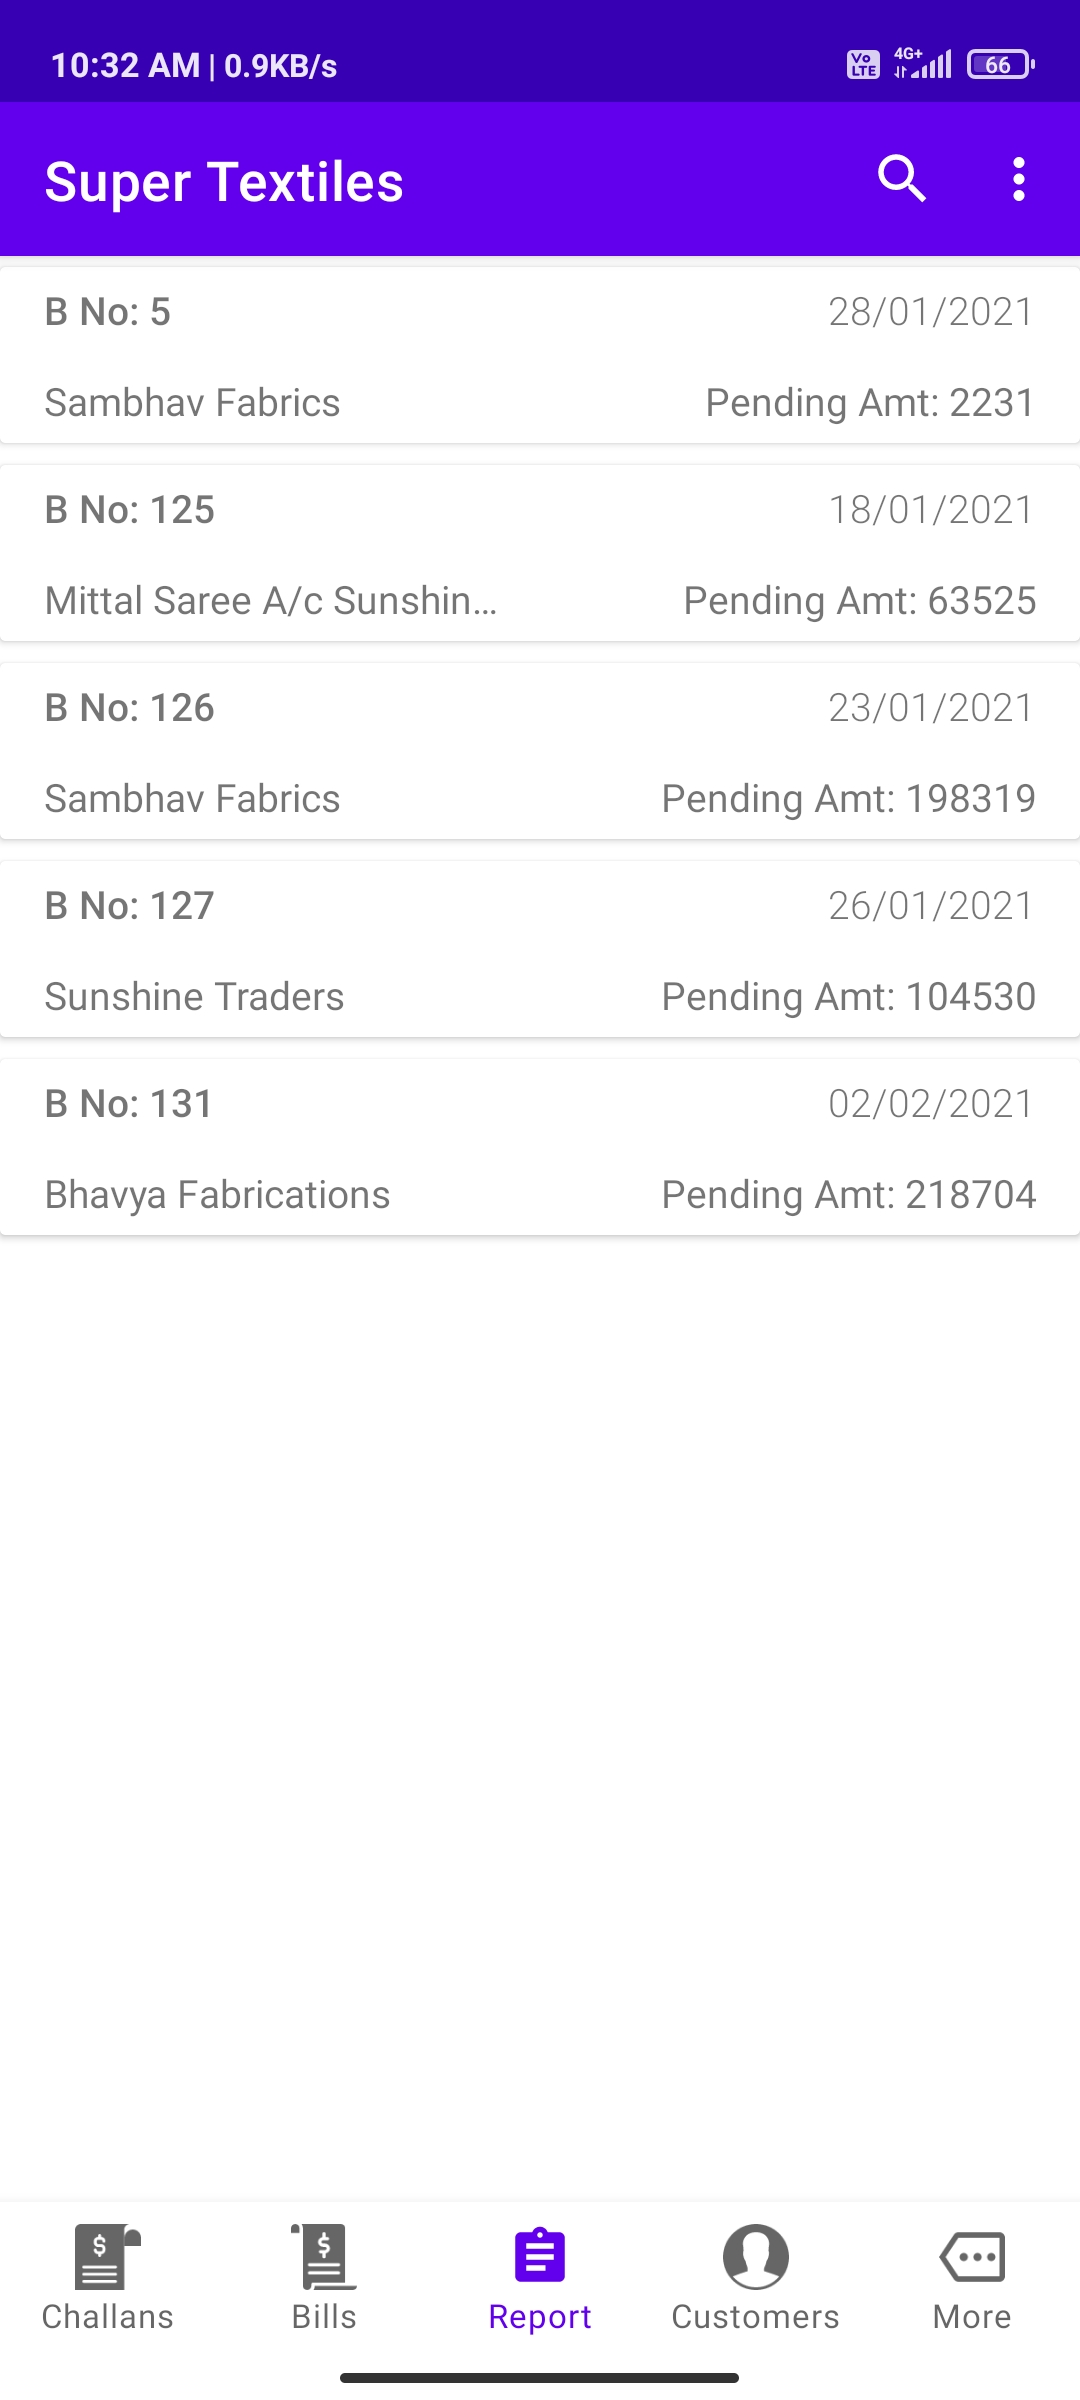 10:32 AM | 0.9KB/s
Vo LTE 4G+ 66
Super Textiles
B No: 5 28/01/2021
Sambhav Fabrics Pending Amt: 2231
B No: 125 18/01/2021
Mittal Saree A/c Sunshin... Pending Amt: 63525
B No: 126 23/01/2021
Sambhav Fabrics Pending Amt: 198319
B No: 127 26/01/2021
Sunshine Traders Pending Amt: 104530
B No: 131 02/02/2021
Bhavya Fabrications Pending Amt: 218704
$ $
Challans Bills Report Customers More